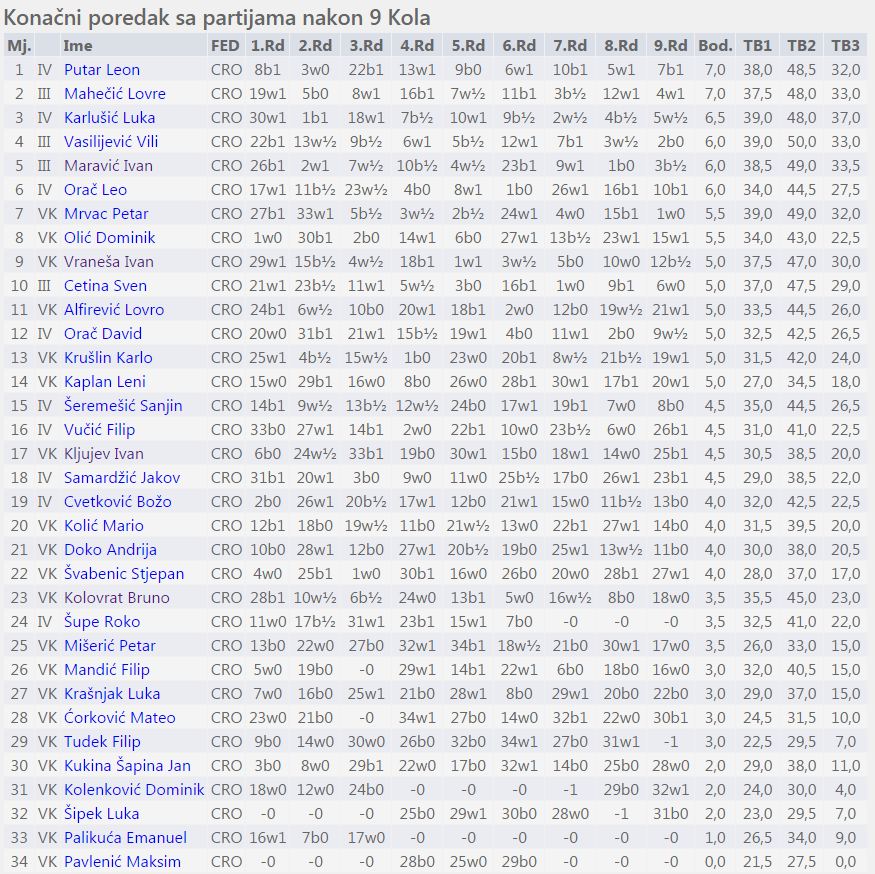 Konačni poredak sa partijama nakon 9 Kola
Mj. Ime FED 1.Rd 2.Rd 3.Rd 4.Rd 5.Rd 6.Rd 7.Rd 8.Rd 9.Rd Bod. TB1 TB2 TB3
1 IV Putar Leon CRO 8b1 3w0 22b1 13w1 9b0 6w1 10b1 5w1 7b1 7,0 38,0 48,5 32,0
2 III Mahečić Lovre CRO 19w1 5b0 8w1 16b1 7w½ 11b1 3b½ 12w1 4w1 7,0 37,5 48,0 33,0
3 IV Karlušić Luka CRO 30w1 1b1 18w1 7b½ 10w1 9b½ 2w½ 4b½ 5w½ 6,5 39,0 48,0 37,0
4 III Vasilijević Vili CRO 22b1 13w½ 9b½ 6w1 5b½ 12w1 7b1 3w½ 2b0 6,0 39,0 50,0 33,0
5 III Maravić Ivan CRO 26b1 2w1 7w½ 10b½ 4w½ 23b1 9w1 1b0 3b½ 6,0 38,5 49,0 33,5
6 IV Orač Leo CRO 17w1 11b½ 23w½ 4b0 8w1 1b0 26w1 16b1 10b1 6,0 34,0 44,5 27,5
7 VK Mrvac Petar CRO 27b1 33w1 5b½ 3w½ 2b½ 24w1 4w0 15b1 1w0 5,5 39,0 49,0 32,0
8 VK Olić Dominik CRO 1w0 30b1 2b0 14w1 6b0 27w1 13b½ 23w1 15w1 5,5 34,0 43,0 22,5
9 VK Vraneša Ivan CRO 29w1 15b½ 4w½ 18b1 1w1 3w½ 5b0 10w0 12b½ 5,0 37,5 47,0 30,0
10 III Cetina Sven CRO 21w1 23b½ 11w1 5w½ 3b0 16b1 1w0 9b1 6w0 5,0 37,0 47,5 29,0
11 VK Alfirević Lovro CRO 24b1 6w½ 10b0 20w1 18b1 2w0 12b0 19w½ 21w1 5,0 33,5 44,5 26,0
12 IV Orač David CRO 20w0 31b1 21w1 15b½ 19w1 4b0 11w1 2b0 9w½ 5,0 32,5 42,5 26,5
13 VK Krušlin Karlo CRO 25w1 4b½ 15w½ 1b0 23w0 20b1 8w½ 21b½ 19w1 5,0 31,5 42,0 24,0
14 VK Kaplan Leni CRO 15w0 29b1 16w0 8b0 26w0 28b1 30w1 17b1 20w1 5,0 27,0 34,5 18,0
15 IV Šeremešić Sanjin CRO 14b1 9w½ 13b½ 12w½ 24b0 17w1 19b1 7w0 8b0 4,5 35,0 44,5 26,5
16 IV Vučić Filip CRO 33b0 27w1 14b1 2w0 22b1 10w0 23b½ 6w0 26b1 4,5 31,0 41,0 22,5
17 VK Kljujev Ivan CRO 6b0 24w½ 33b1 19b0 30w1 15b0 18w1 14w0 25b1 4,5 30,5 38,5 20,0
18 IV Samardžić Jakov CRO 31b1 20w1 3b0 9w0 11w0 25b½ 17b0 26w1 23b1 4,5 29,0 38,5 22,0
19 IV Cvetković Božo CRO 2b0 26w1 20b½ 17w1 12b0 21w1 15w0 11b½ 13b0 4,0 32,0 42,5 22,5
20 VK Kolić Mario CRO 12b1 18b0 19w½ 11b0 21w½ 13w0 22b1 27w1 14b0 4,0 31,5 39,5 20,0
21 VK Doko Andrija CRO 10b0 28w1 12b0 27w1 20b½ 19b0 25w1 13w½ 11b0 4,0 30,0 38,0 20,5
22 VK Švabenic Stjepan CRO 4w0 25b1 1w0 30b1 16w0 26b0 20w0 28b1 27w1 4,0 28,0 37,0 17,0
23 VK Kolovrat Bruno CRO 28b1 10w½ 6b½ 24w0 13b1 5w0 16w½ 8b0 18w0 3,5 35,5 45,0 23,0
24 IV Šupe Roko CRO 11w0 17b½ 31w1 23b1 15w1 7b0 -0 -0 -0 3,5 32,5 41,0 22,0
25 VK Mišerić Petar CRO 13b0 22w0 27b0 32w1 34b1 18w½ 21b0 30w1 17w0 3,5 26,0 33,0 15,0
26 VK Mandić Filip CRO 5w0 19b0 -0 29w1 14b1 22w1 6b0 18b0 16w0 3,0 32,0 40,5 15,0
27 VK Krašnjak Luka CRO 7w0 16b0 25w1 21b0 28w1 8b0 29w1 20b0 22b0 3,0 29,0 37,0 15,0
28 VK Ćorković Mateo CRO 23w0 21b0 -0 34w1 27b0 14w0 32b1 22w0 30b1 3,0 24,5 31,5 10,0
29 VK Tudek Filip CRO 9b0 14w0 30w0 26b0 32b0 34w1 27b0 31w1 -1 3,0 22,5 29,5 7,0
30 VK Kukina Šapina Jan CRO 3b0 8w0 29b1 22w0 17b0 32w1 14b0 25b0 28w0 2,0 29,0 38,0 11,0
31 VK Kolenković Dominik CRO 18w0 12w0 24b0 -0 -0 -0 -1 29b0 32w1 2,0 24,0 30,0 4,0
32 VK Šipek Luka CRO -0 -0 -0 25b0 29w1 30b0 28w0 -1 31b0 2,0 23,0 29,5 7,0
33 VK Palikuća Emanuel CRO 16w1 7b0 17w0 -0 -0 -0 -0 -0 -0 1,0 26,5 34,0 9,0
34 VK Pavlenić Maksim CRO -0 -0 -0 28b0 25w0 29b0 -0 -0 -0 0,0 21,5 27,5 0,0